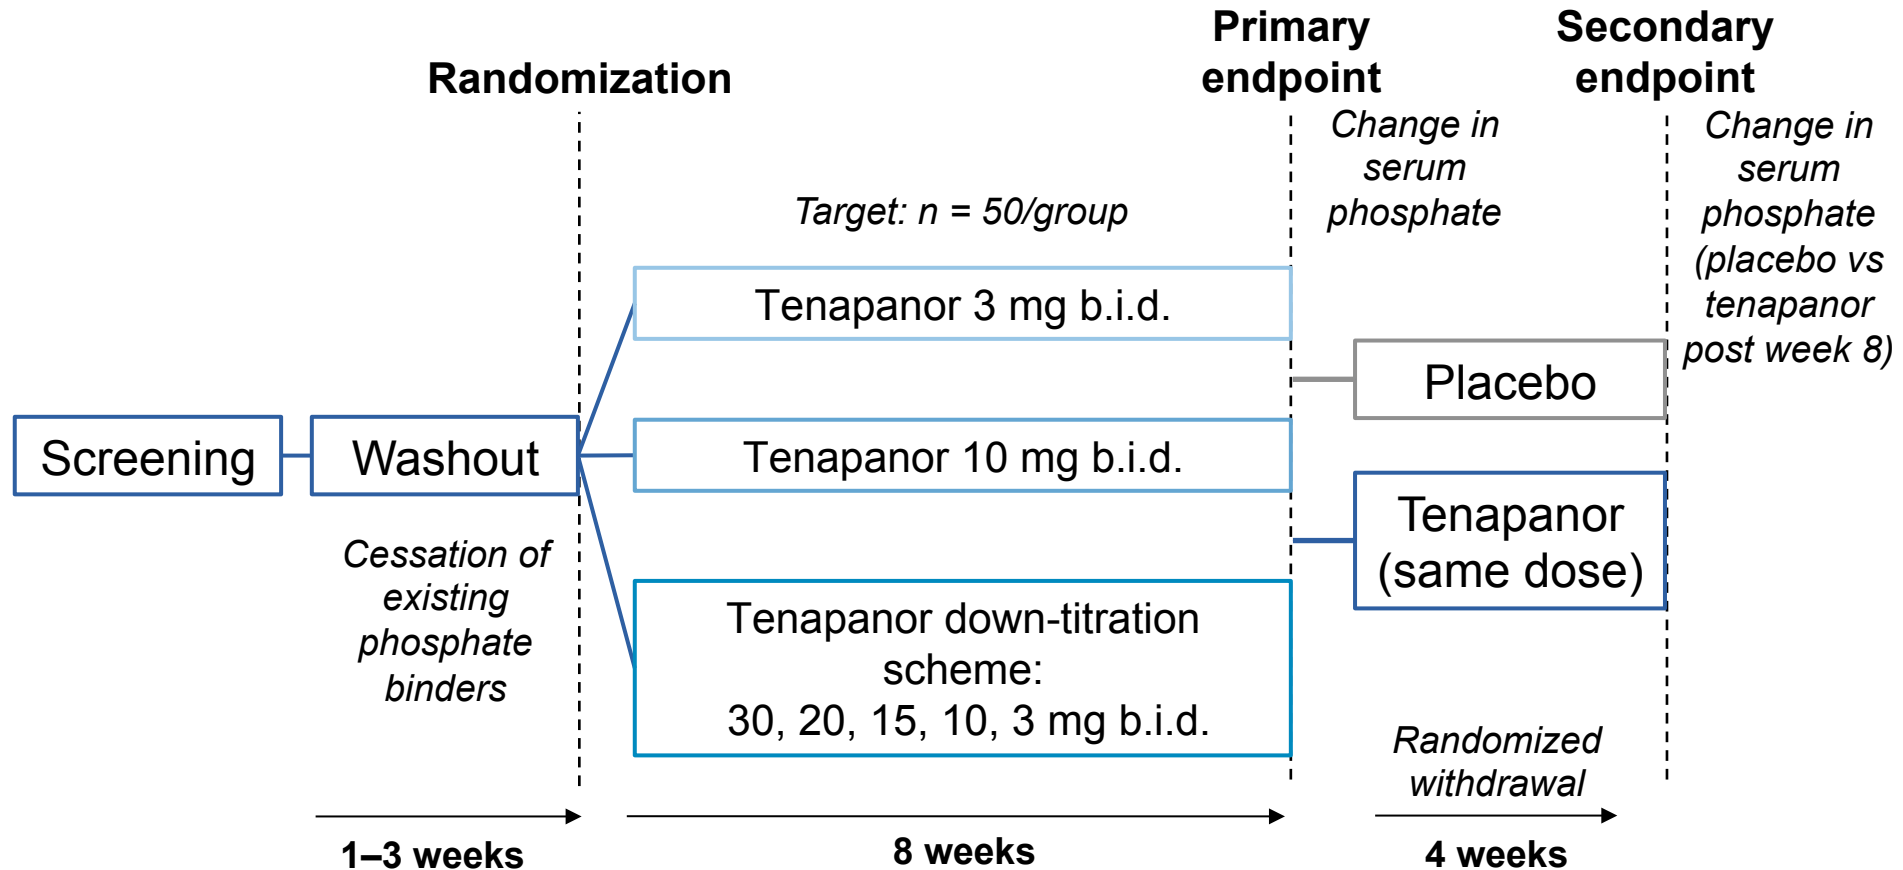 Randomization
Primary
endpoint
Change in
serum
phosphate
Secondary
endpoint
Change in
serum
phosphate
(placebo vs
tenapanor
post week 8)
Target: n = 50/group
Screening
Washout
Cessation of
existing
phosphate
binders
Tenapanor 3 mg b.i.d.
Tenapanor 10 mg b.i.d.
Tenapanor down-titration
scheme:
30, 20, 15, 10, 3 mg b.i.d.
Placebo
Tenapanor
(same dose)
Randomized
withdrawal
1–3 weeks
8 weeks
4 weeks